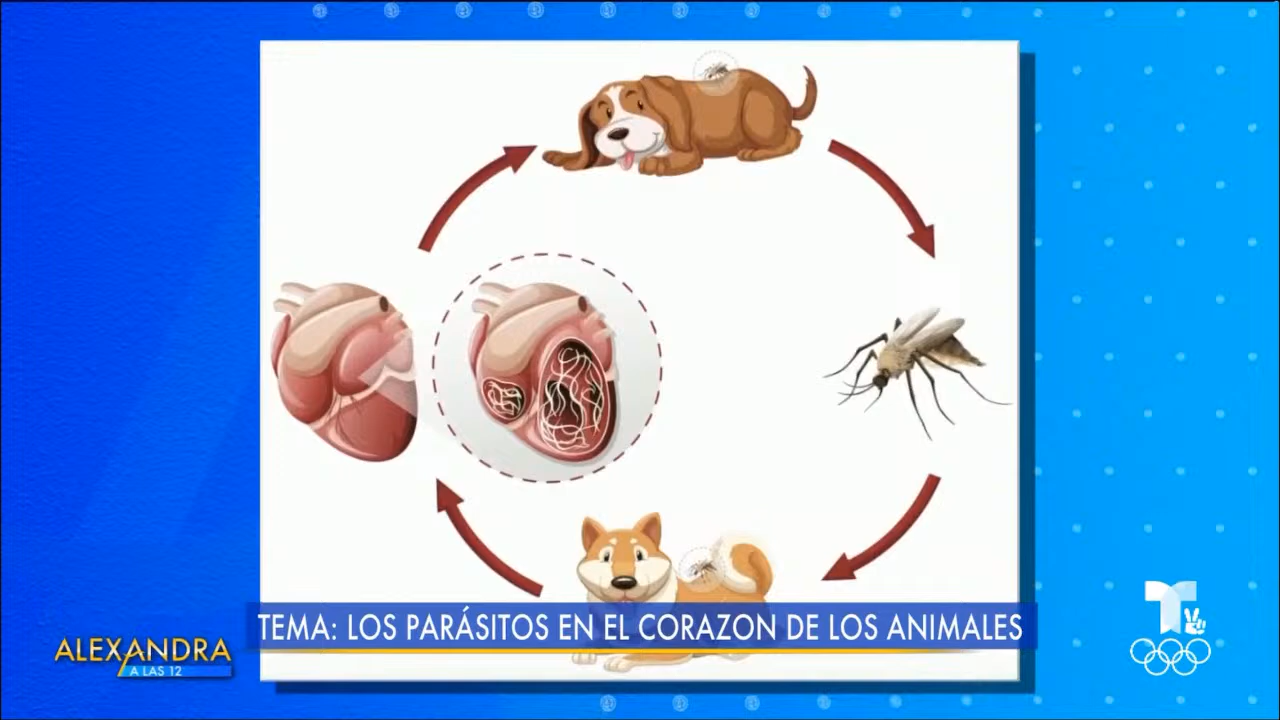 TEMA: LOS PARÁSITOS EN EL CORAZON DE LOS ANIMALES
ALEXANDRA
A LAS 12
T